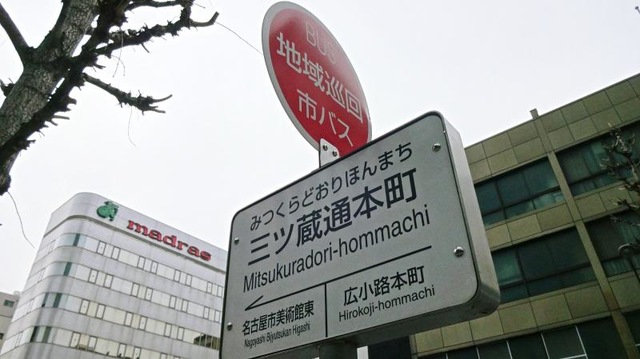 BUS
地域巡回
市バス
みつくらどおりほんまち
三ツ蔵通本町
Mitsukuradori-hommachi
名古屋市美術館東
Nagoyashi Bijyutsukan Higashi
広小路本町
Hirokoji-hommachi
madras